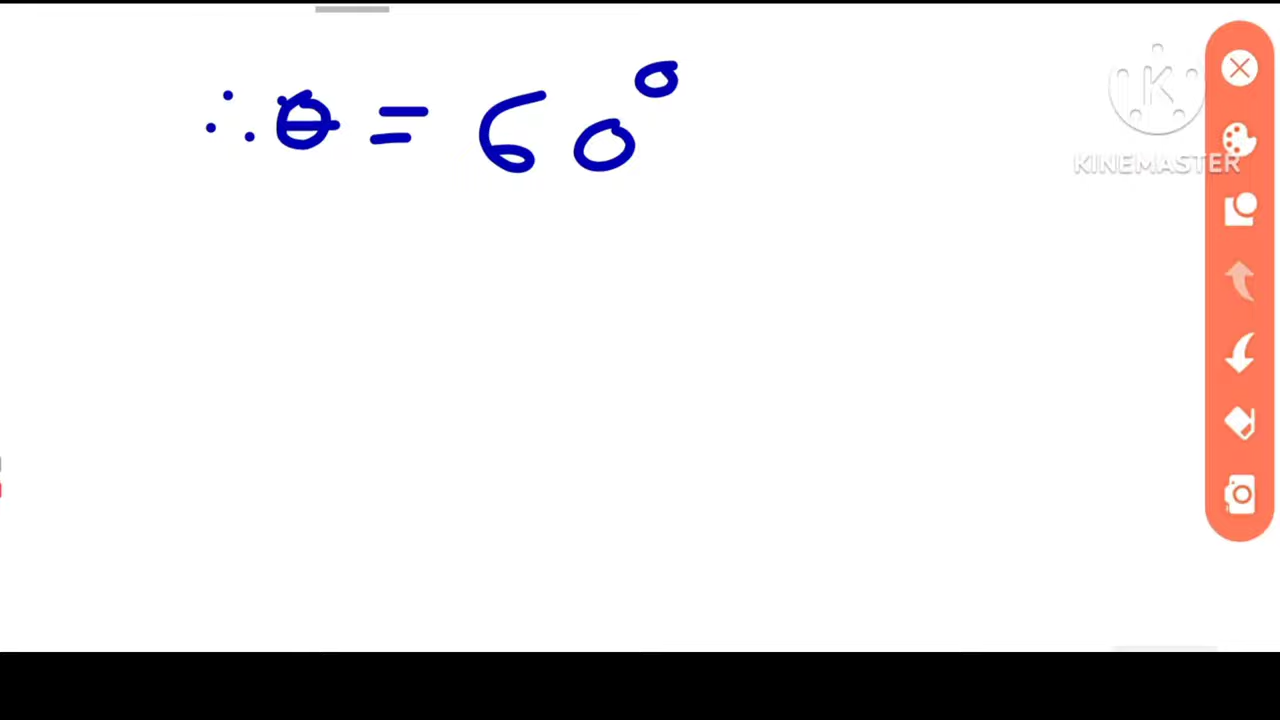 ∴ θ = 60°
KINEMASTER